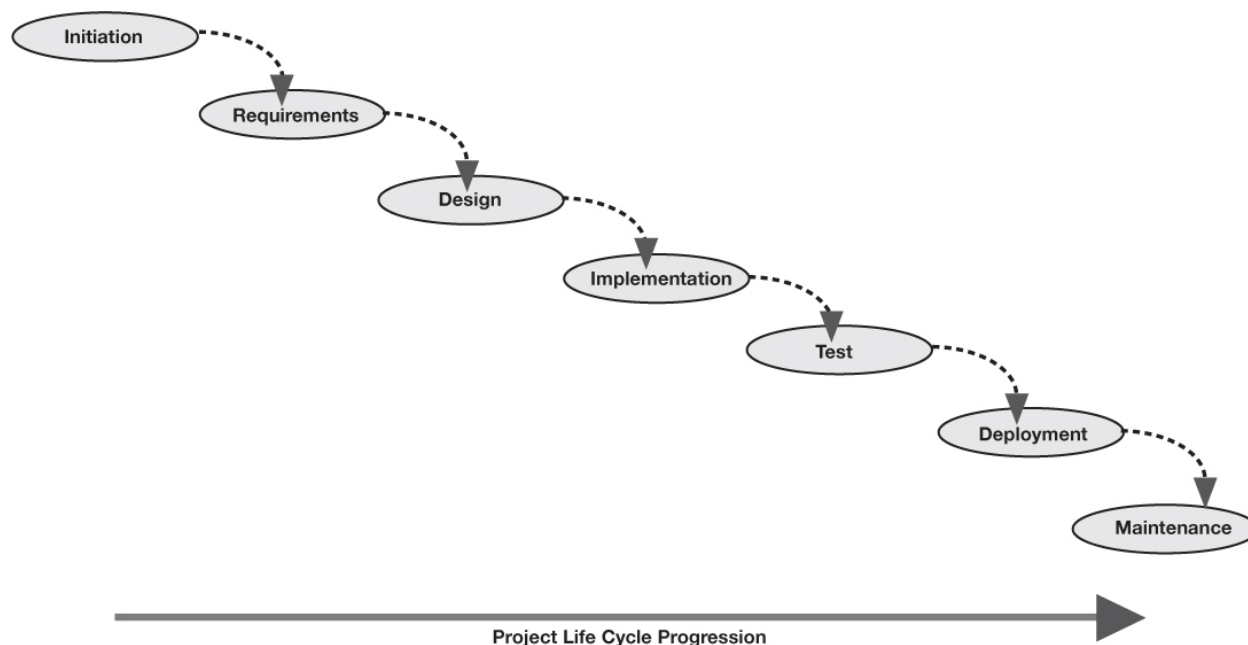 Initiation
Requirements
Design
Implementation
Test
Deployment
Maintenance
Project Life Cycle Progression